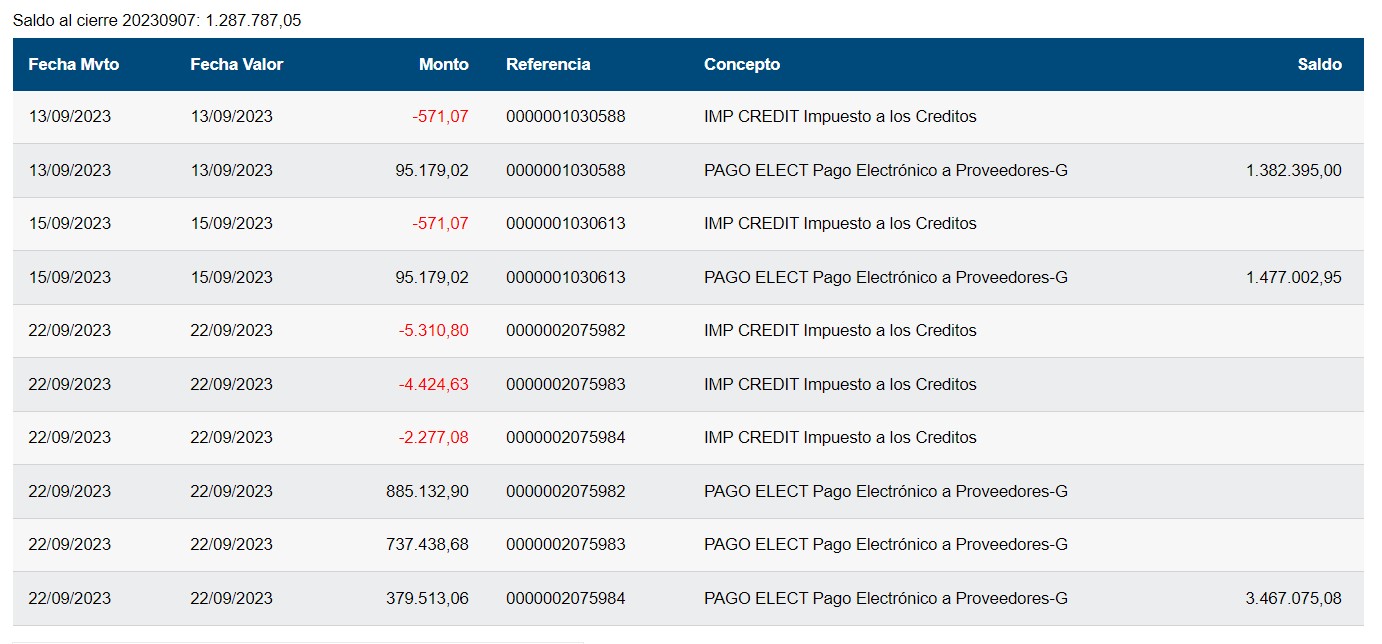 Saldo al cierre 20230907: 1.287.787,05
Fecha Mvto Fecha Valor Monto Referencia Concepto Saldo
13/09/2023 13/09/2023 -571,07 0000001030588 IMP CREDIT Impuesto a los Creditos
13/09/2023 13/09/2023 95.179,02 0000001030588 PAGO ELECT Pago Electrónico a Proveedores-G 1.382.395,00
15/09/2023 15/09/2023 -571,07 0000001030613 IMP CREDIT Impuesto a los Creditos
15/09/2023 15/09/2023 95.179,02 0000001030613 PAGO ELECT Pago Electrónico a Proveedores-G 1.477.002,95
22/09/2023 22/09/2023 -5.310,80 0000002075982 IMP CREDIT Impuesto a los Creditos
22/09/2023 22/09/2023 -4.424,63 0000002075983 IMP CREDIT Impuesto a los Creditos
22/09/2023 22/09/2023 -2.277,08 0000002075984 IMP CREDIT Impuesto a los Creditos
22/09/2023 22/09/2023 885.132,90 0000002075982 PAGO ELECT Pago Electrónico a Proveedores-G
22/09/2023 22/09/2023 737.438,68 0000002075983 PAGO ELECT Pago Electrónico a Proveedores-G
22/09/2023 22/09/2023 379.513,06 0000002075984 PAGO ELECT Pago Electrónico a Proveedores-G 3.467.075,08